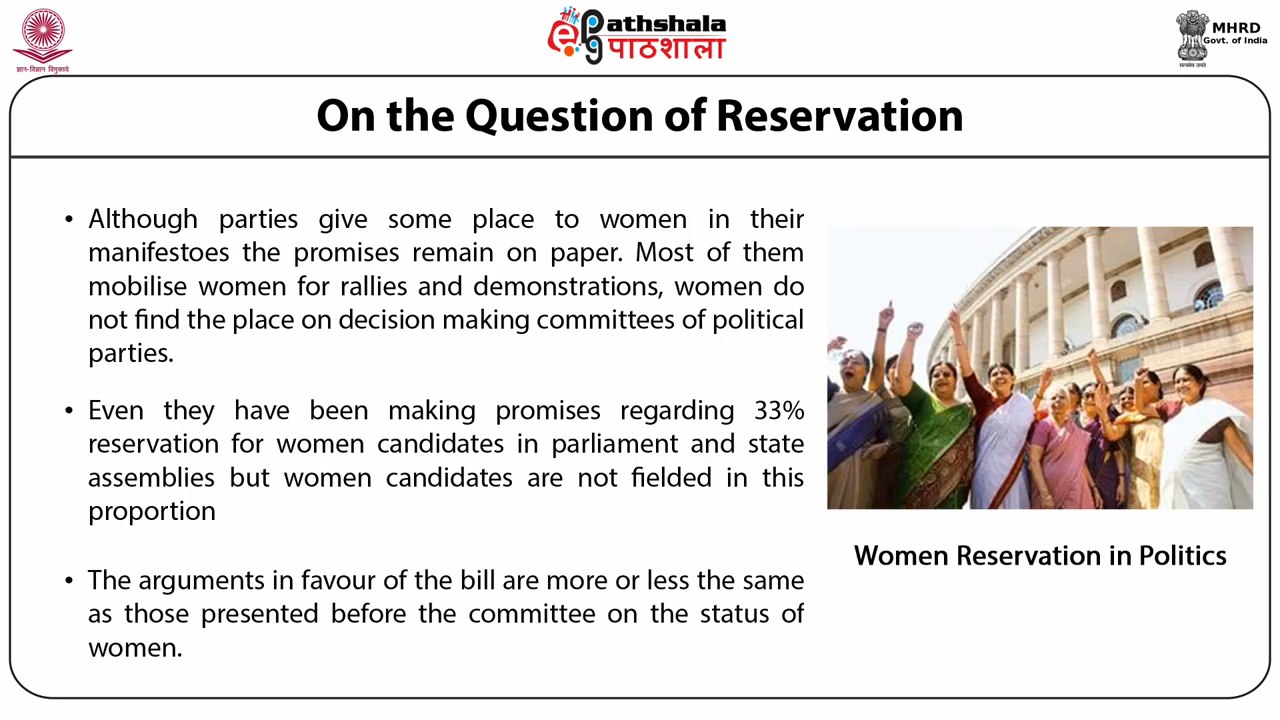 ज्ञान-विज्ञान विमुक्तये
epathshala
पाठशाला
MHRD
Govt. of India
सत्यमेव जयते
On the Question of Reservation
• Although parties give some place to women in their
manifestoes the promises remain on paper. Most of them
mobilise women for rallies and demonstrations, women do
not find the place on decision making committees of political
parties.
• Even they have been making promises regarding 33%
reservation for women candidates in parliament and state
assemblies but women candidates are not fielded in this
proportion
• The arguments in favour of the bill are more or less the same
as those presented before the committee on the status of
women.
Women Reservation in Politics